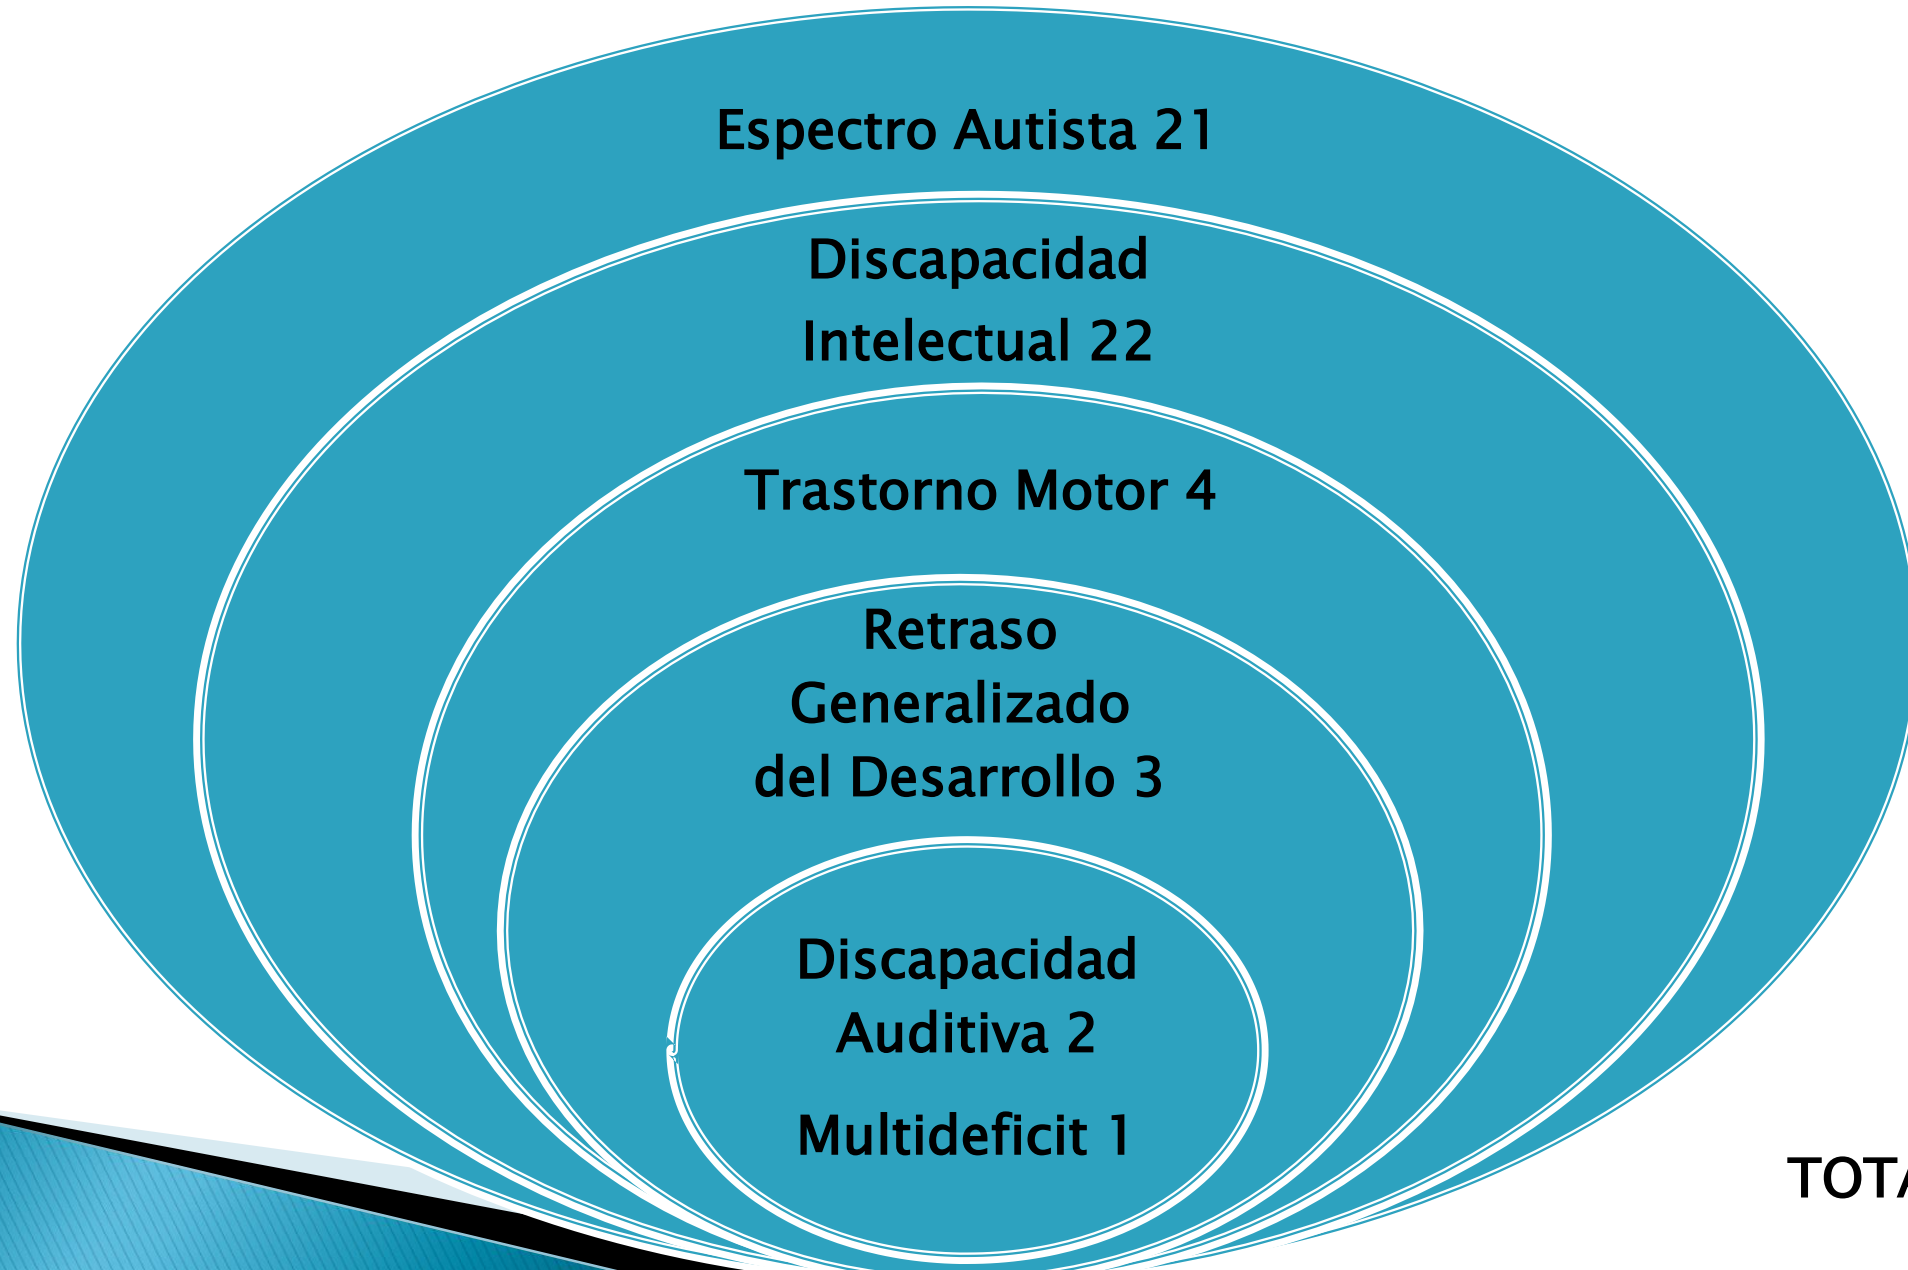 Espectro Autista 21
Discapacidad
Intelectual 22
Trastorno Motor 4
Retraso
Generalizado
del Desarrollo 3
Discapacidad
Auditiva 2
Multideficit 1